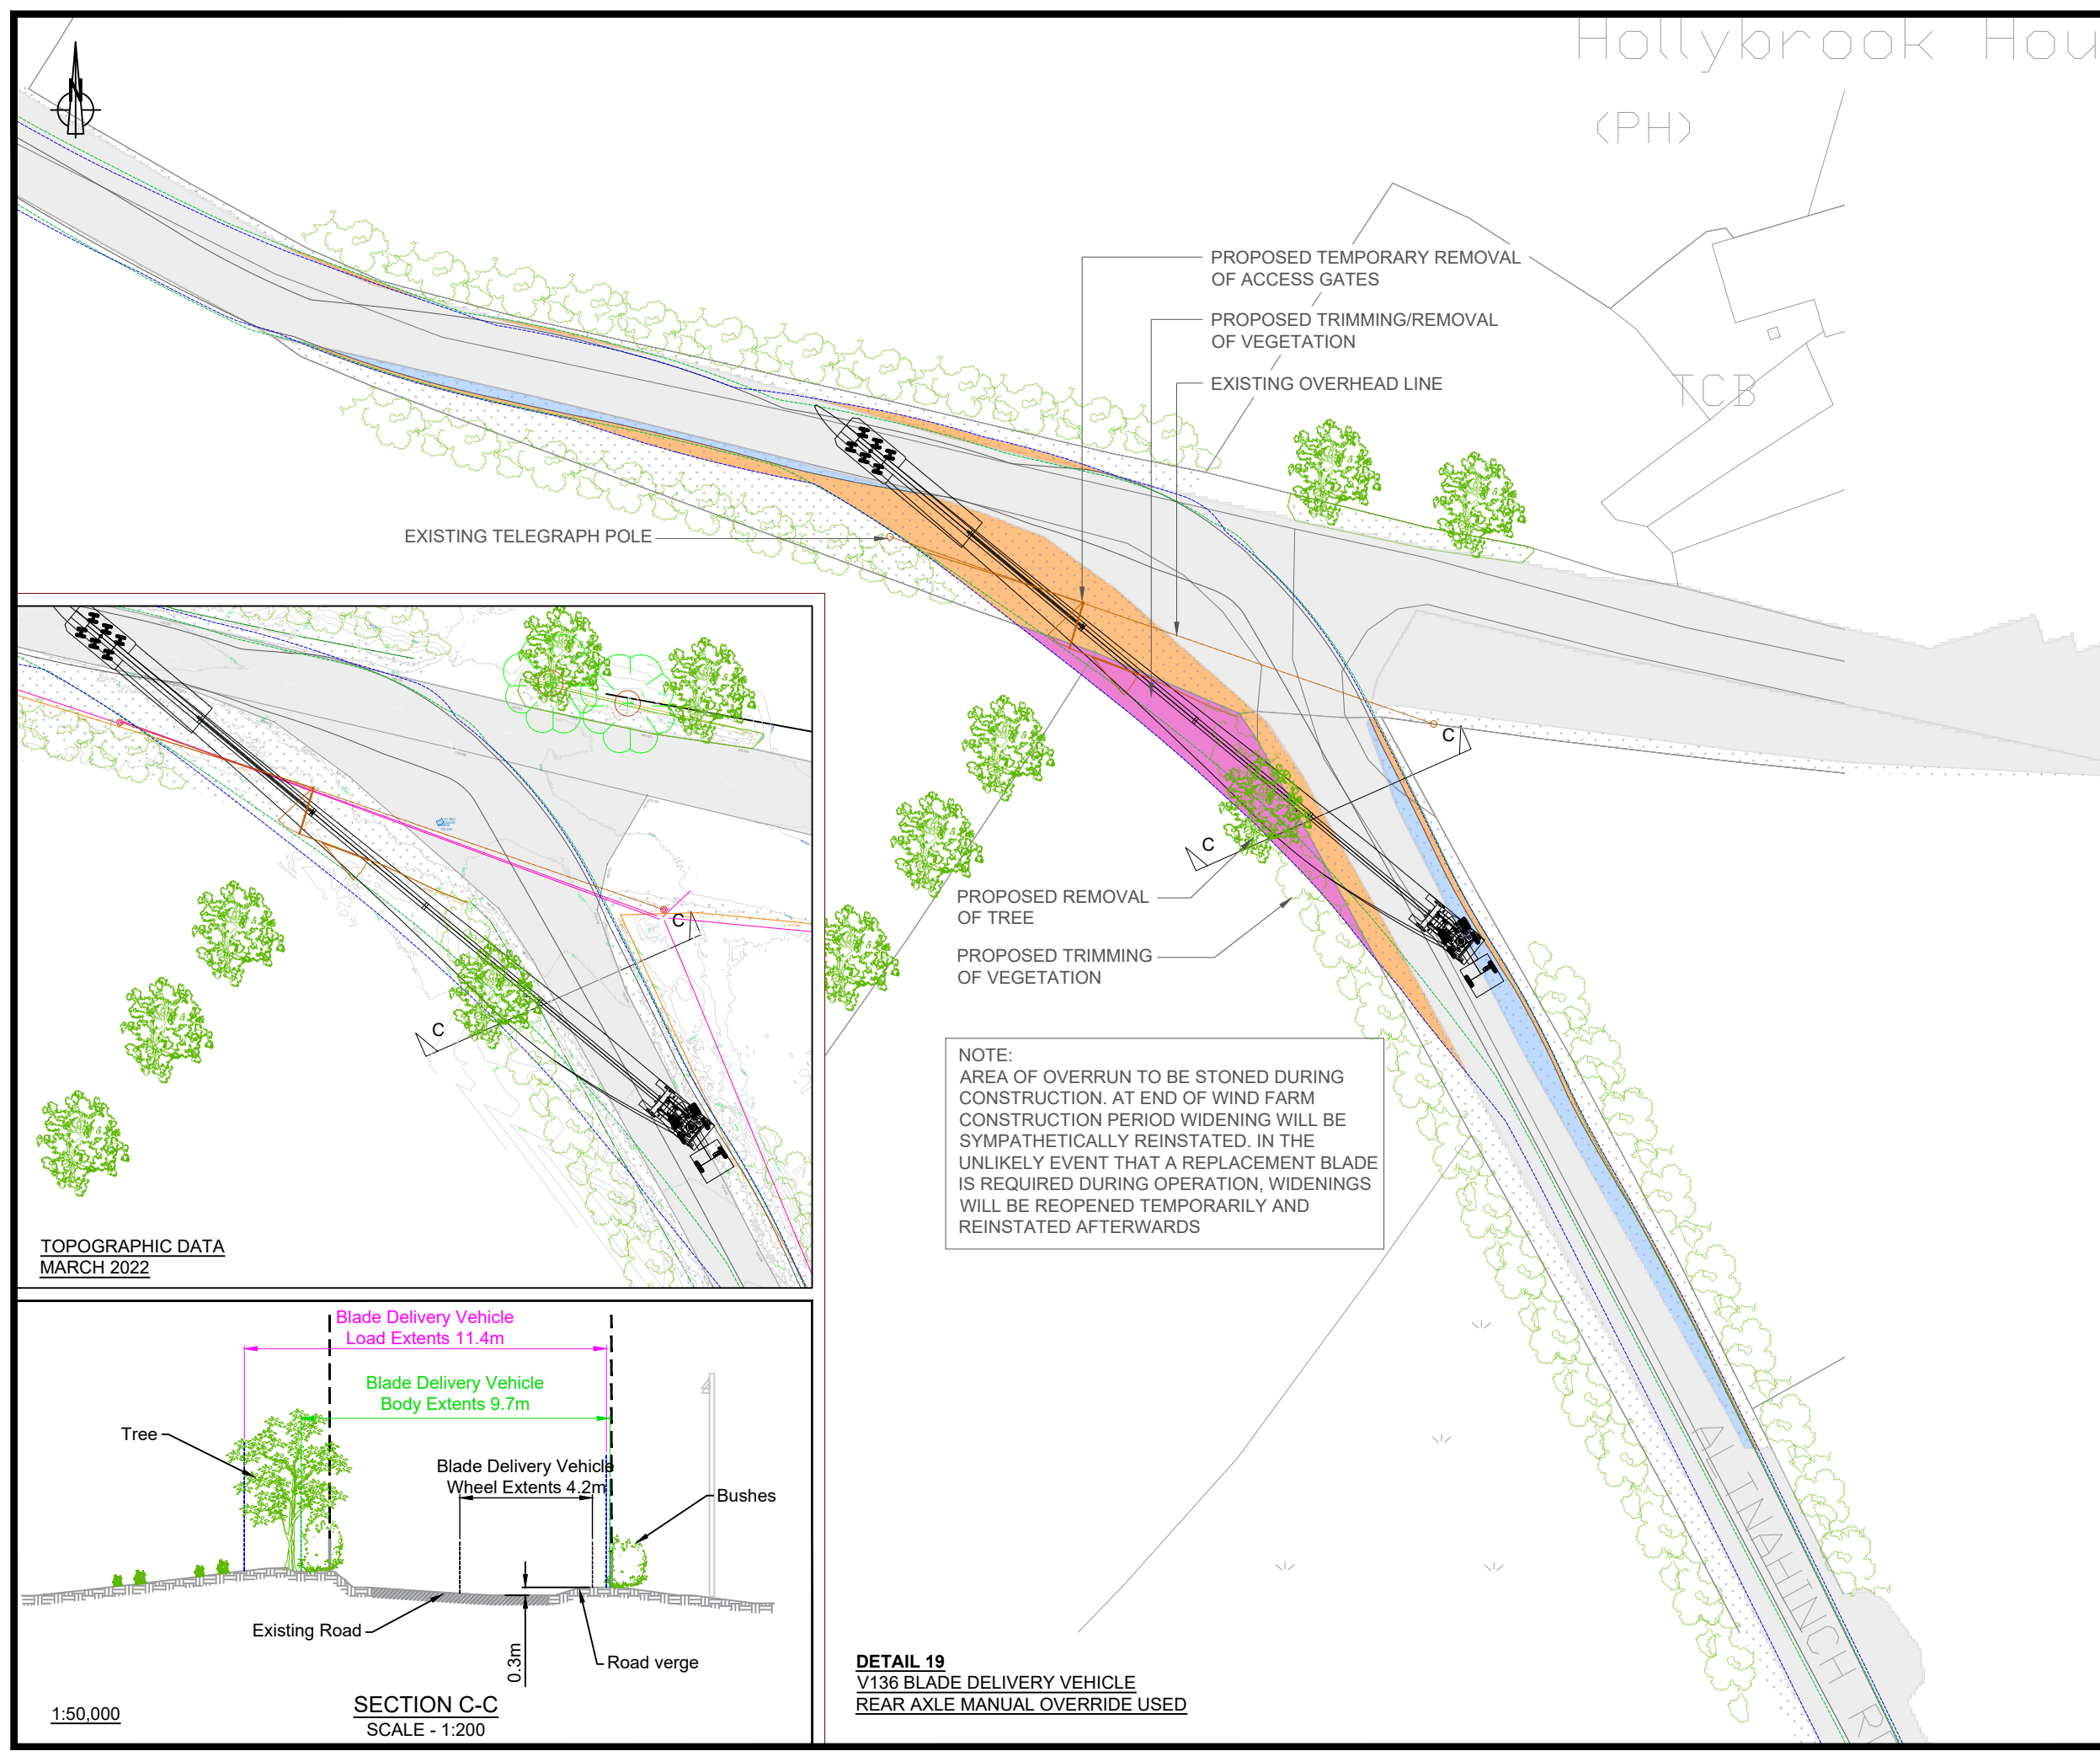 N
Hollybrook Hou
(PH)
PROPOSED TEMPORARY REMOVAL
OF ACCESS GATES
PROPOSED TRIMMING/REMOVAL
OF VEGETATION
EXISTING OVERHEAD LINE
TCB
EXISTING TELEGRAPH POLE
C
C
PROPOSED REMOVAL
OF TREE
PROPOSED TRIMMING
OF VEGETATION
NOTE:
AREA OF OVERRUN TO BE STONED DURING
CONSTRUCTION. AT END OF WIND FARM
CONSTRUCTION PERIOD WIDENING WILL BE
SYMPATHETICALLY REINSTATED. IN THE
UNLIKELY EVENT THAT A REPLACEMENT BLADE
IS REQUIRED DURING OPERATION, WIDENINGS
WILL BE REOPENED TEMPORARILY AND
REINSTATED AFTERWARDS
C
C
TOPOGRAPHIC DATA
MARCH 2022
Blade Delivery Vehicle
Load Extents 11.4m
Blade Delivery Vehicle
Body Extents 9.7m
Tree
Blade Delivery Vehicle
Wheel Extents 4.2m
Bushes
Existing Road
0.3m
Road verge
1:50,000
SECTION C-C
SCALE - 1:200
DETAIL 19
V136 BLADE DELIVERY VEHICLE
REAR AXLE MANUAL OVERRIDE USED
ALTNAHINCH R